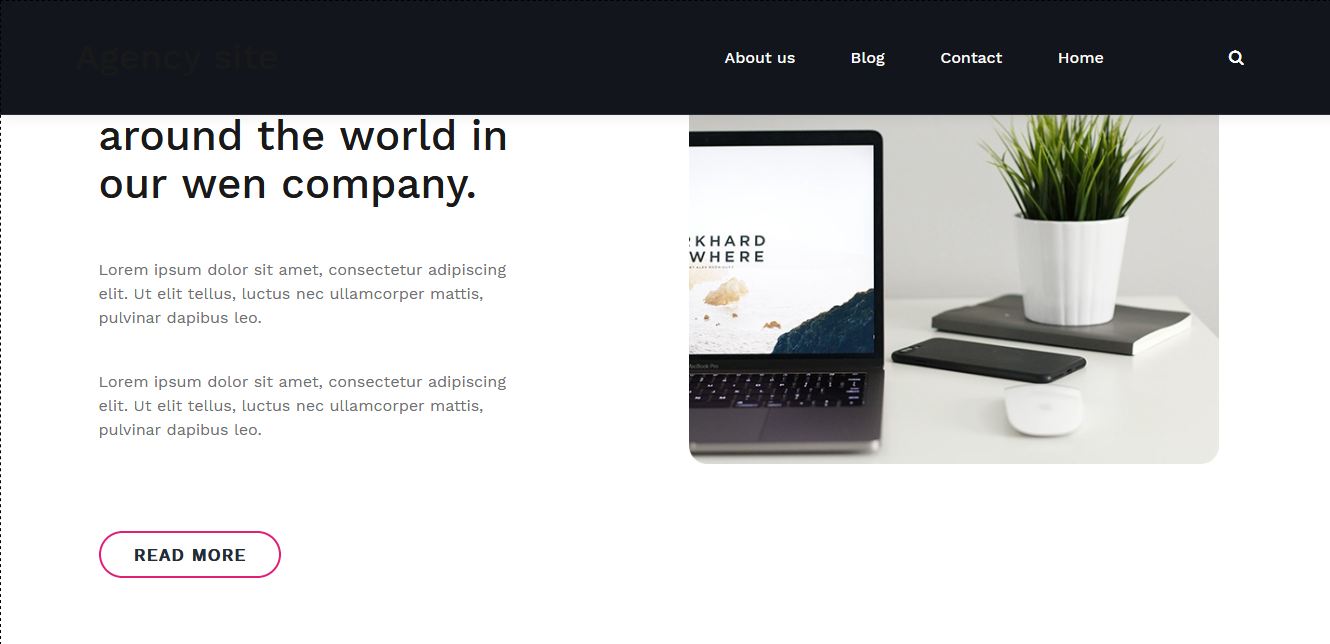 Agency site
About us Blog Contact Home
around the world in
our wen company.
Lorem ipsum dolor sit amet, consectetur adipiscing
elit. Ut elit tellus, luctus nec ullamcorper mattis,
pulvinar dapibus leo.
Lorem ipsum dolor sit amet, consectetur adipiscing
elit. Ut elit tellus, luctus nec ullamcorper mattis,
pulvinar dapibus leo.
READ MORE
RKHARD
WHERE
MacBook Pro